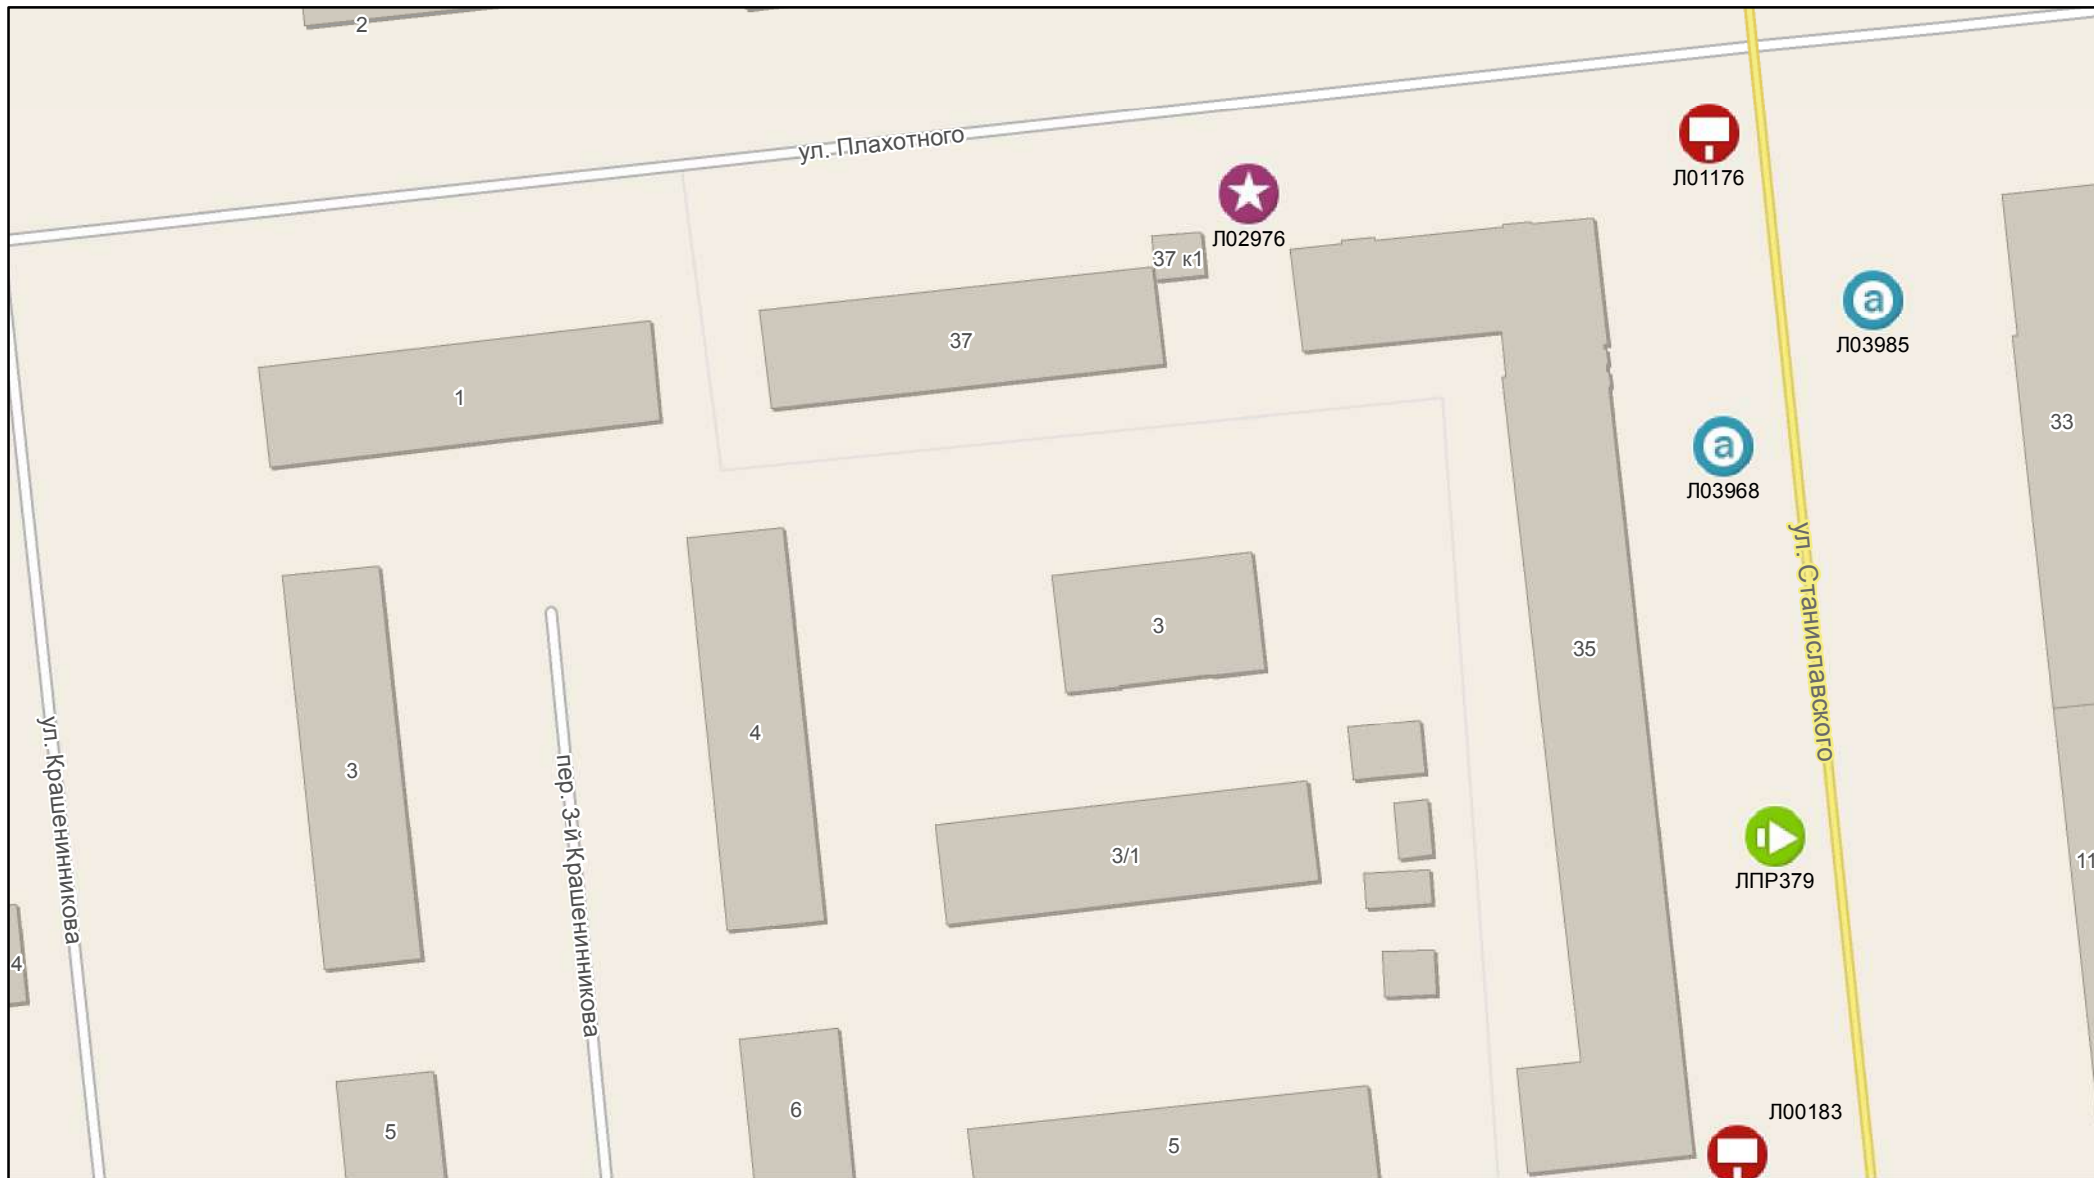 2
ул. Плахотного
Л01176
Л02976
37 к1
37
1
Л03985
33
Л03968
ул. Станиславского
3
35
4
3
ул. Крашенинникова
пер. 3-й Крашенинникова
3/1
ЛПР379
11
4
6
5
5
Л00183